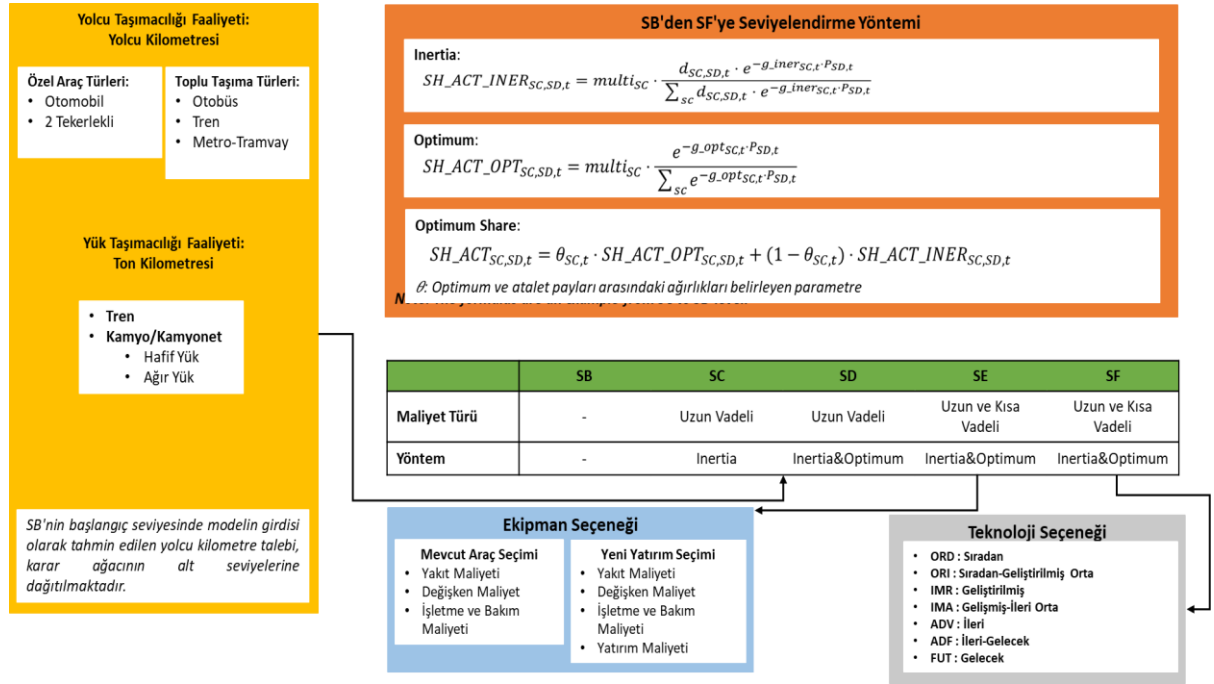 Yolcu Taşımacılığı Faaliyeti:
Yolcu Kilometresi
Özel Araç Türleri:
• Otomobil
• 2 Tekerlekli
Toplu Taşıma Türleri:
• Otobüs
• Tren
• Metro-Tramvay
Yük Taşımacılığı Faaliyeti:
Ton Kilometresi
• Tren
• Kamyo/Kamyonet
• Hafif Yük
• Ağır Yük
SB'nin başlangıç seviyesinde modelin girdisi
olarak tahmin edilen yolcu kilometre talebi,
karar ağacının alt seviyelerine
dağıtılmaktadır.
SB'den SF'ye Seviyelendirme Yöntemi
Inertia:
SH_ACT_INER_{SC,SD,t} = multi_{SC} · \frac{d_{SC,SD,t} · e^{-g_iner_{SC,t}·P_{SD,t}}}{∑_{SC} d_{SC,SD,t} · e^{-g_iner_{SC,t}·P_{SD,t}}}
Optimum:
SH_ACT_OPT_{SC,SD,t} = multi_{SC} · \frac{e^{-g_opt_{SC,t}·P_{SD,t}}}{∑_{SC} e^{-g_opt_{SC,t}·P_{SD,t}}}
Optimum Share:
SH_ACT_{SC,SD,t} = θ_{SC,t} · SH_ACT_OPT_{SC,SD,t} + (1 − θ_{SC,t}) · SH_ACT_INER_{SC,SD,t}
θ: Optimum ve atalet payları arasındaki ağırlıkları belirleyen parametre
SB SC SD SE SF
Maliyet Türü - Uzun Vadeli Uzun Vadeli Uzun ve Kısa Vadeli Uzun ve Kısa Vadeli
Yöntem - Inertia Inertia&Optimum Inertia&Optimum Inertia&Optimum
Ekipman Seçeneği
Mevcut Araç Seçimi
• Yakıt Maliyeti
• Değişken Maliyet
• İşletme ve Bakım
Maliyeti
Yeni Yatırım Seçimi
• Yakıt Maliyeti
• Değişken Maliyet
• İşletme ve Bakım
Maliyeti
• Yatırım Maliyeti
Teknoloji Seçeneği
• ORD : Sıradan
• ORI : Sıradan-Geliştirilmiş Orta
• IMR : Geliştirilmiş
• IMA : Gelişmiş-İleri Orta
• ADV : İleri
• ADF : İleri-Gelecek
• FUT : Gelecek